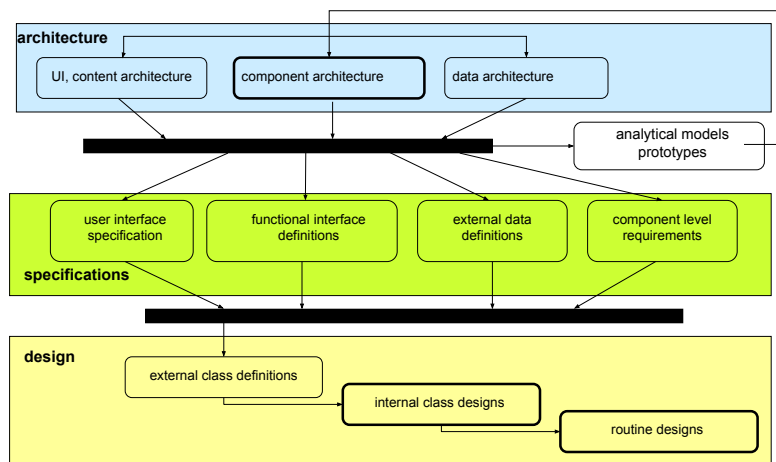 architecture
UI, content architecture
component architecture
data architecture
analytical models
prototypes
user interface
specification
functional interface
definitions
external data
definitions
component level
requirements
specifications
design
external class definitions
internal class designs
routine designs